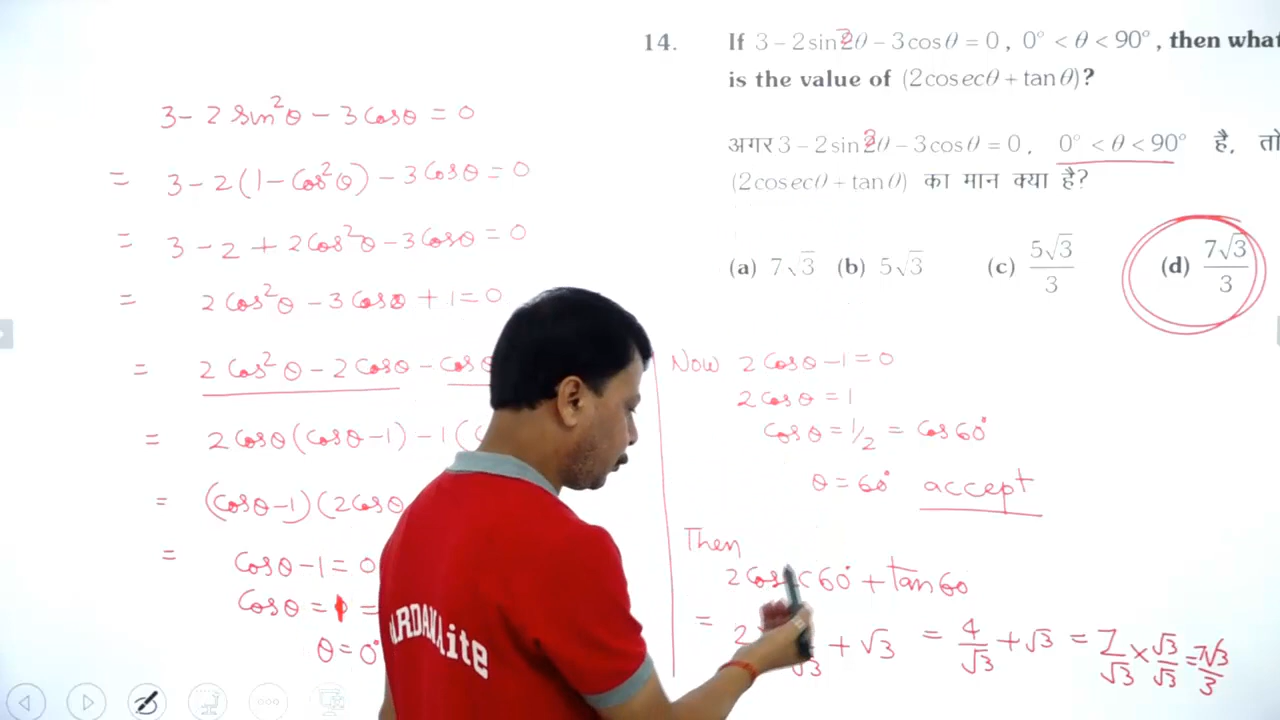 14. If 3 – 2sin²θ – 3cosθ = 0, 0° < θ < 90°, then what
is the value of (2cosecθ + tanθ)?
अगर 3 – 2sin²θ – 3cosθ = 0, 0° < θ < 90° है, तो
(2cosecθ + tanθ) का मान क्या है?
(a) 7√3 (b) 5√3 (c) 5√3/3 (d) 7√3/3
3 – 2 sin²θ – 3 cosθ = 0
= 3 – 2(1 – cos²θ) – 3 cosθ = 0
= 3 – 2 + 2cos²θ – 3cosθ = 0
= 2cos²θ – 3cosθ + 1 = 0
= 2cos²θ – 2cosθ – cosθ
= 2cosθ(cosθ – 1) – 1(
= (cosθ – 1)(2cosθ
= cosθ – 1 = 0
cosθ = 1 =
θ = 0°
Now 2cosθ – 1 = 0
2cosθ = 1
cosθ = 1/2 = cos60°
θ = 60° accept
Then
2cosec60° + tan60
= 2 √3 + √3 = 4/√3 + √3 = 7/√3 × √3/√3 = 7√3/3
ARDANAite